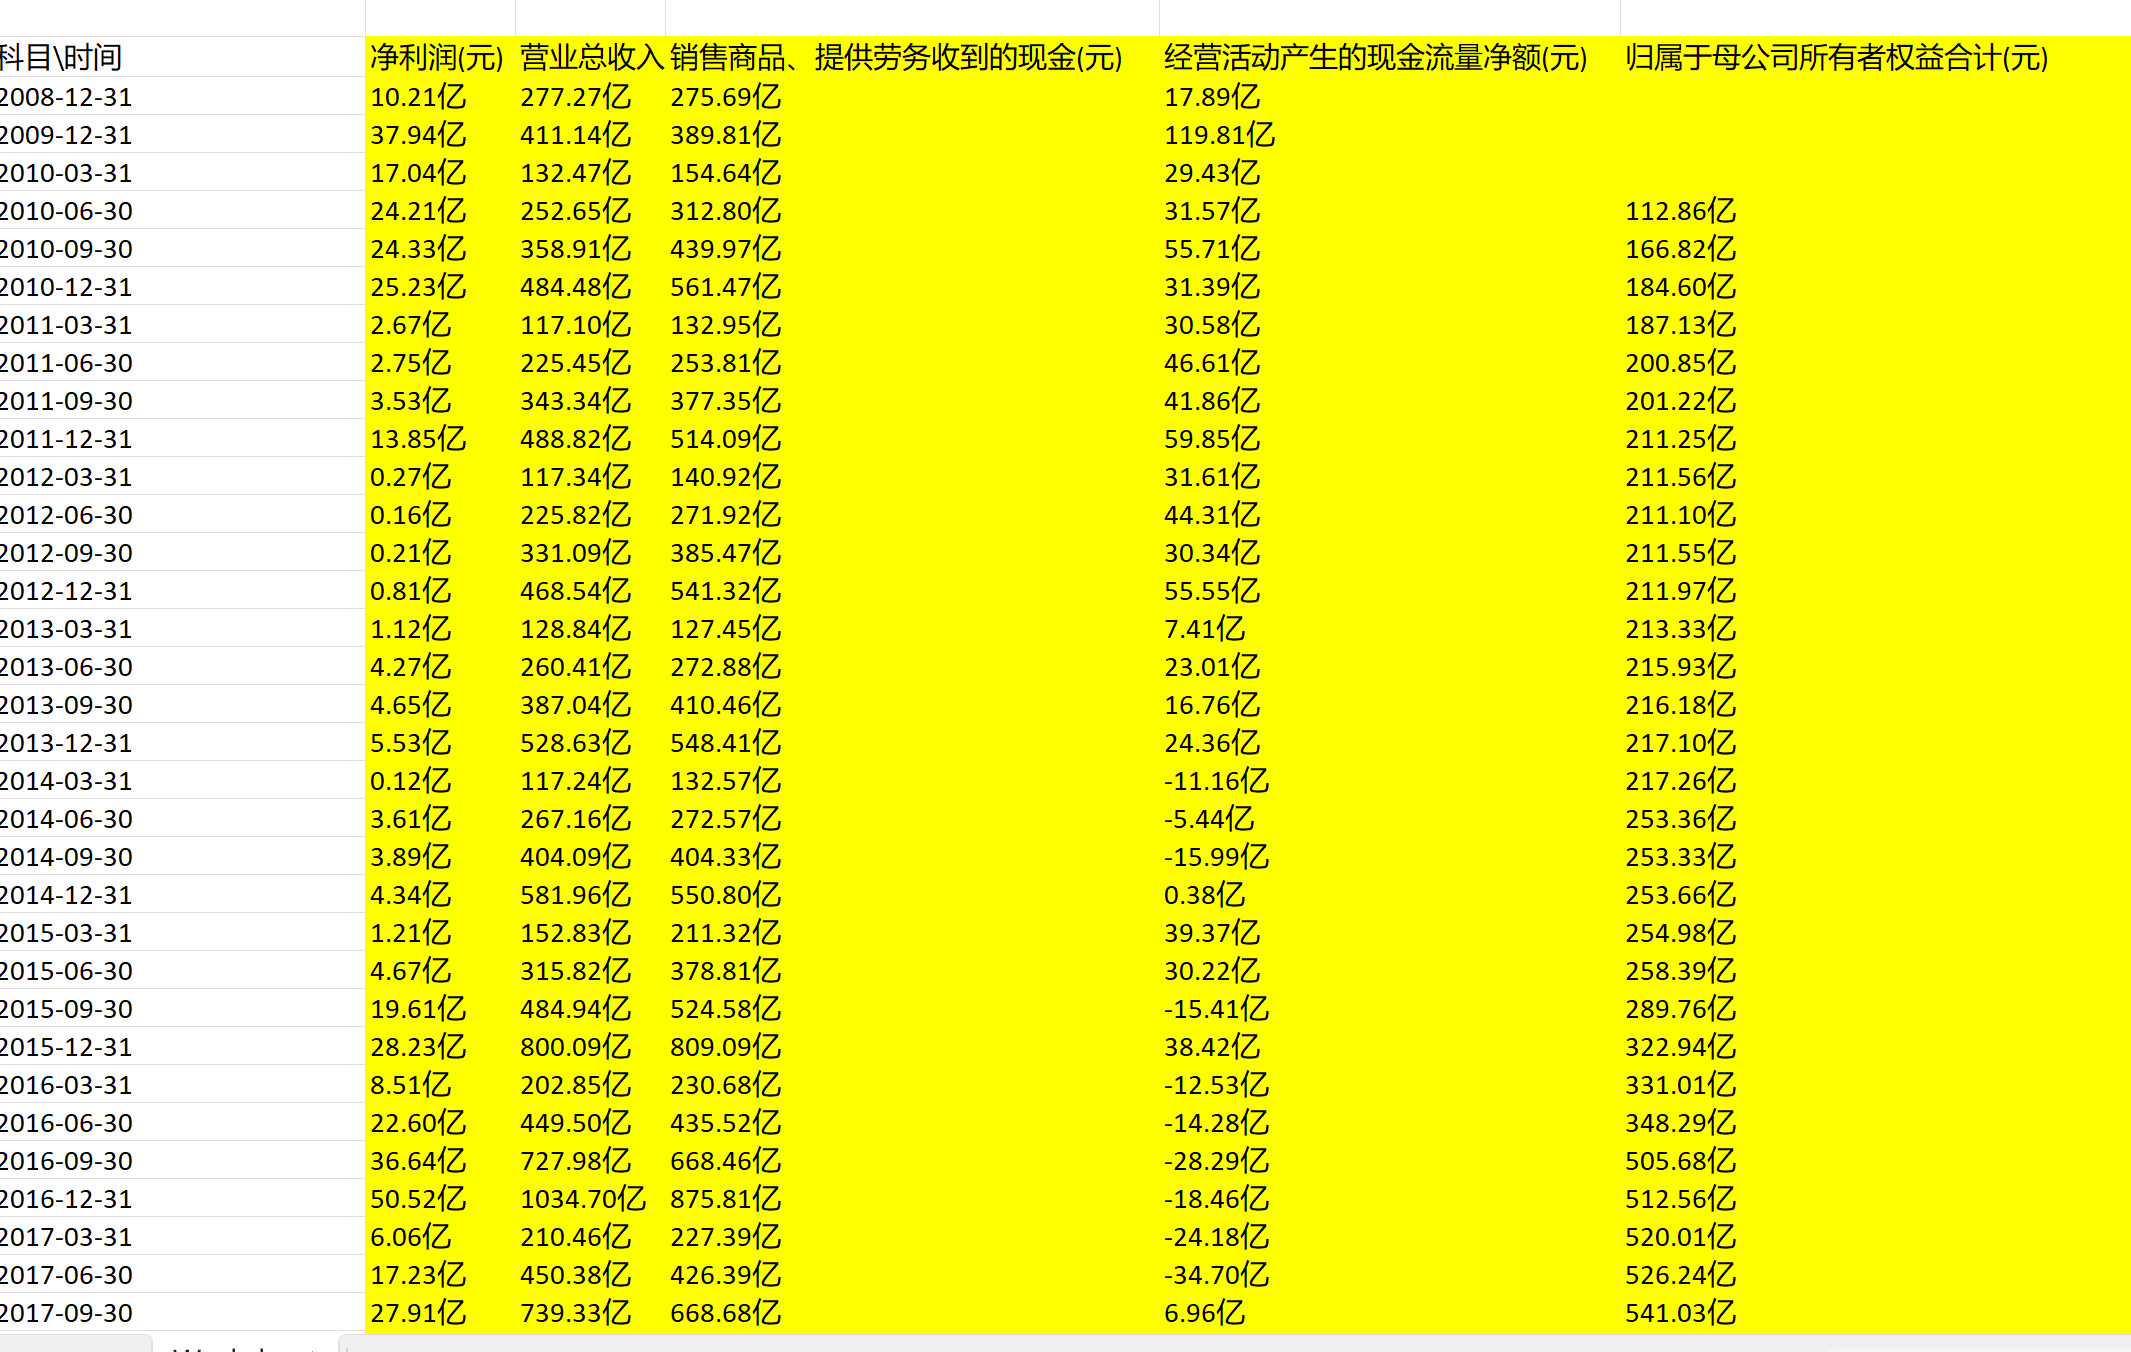 科目\时间 净利润(元) 营业总收入 销售商品、提供劳务收到的现金(元) 经营活动产生的现金流量净额(元) 归属于母公司所有者权益合计(元)
2008-12-31 10.21亿 277.27亿 275.69亿 17.89亿
2009-12-31 37.94亿 411.14亿 389.81亿 119.81亿
2010-03-31 17.04亿 132.47亿 154.64亿 29.43亿
2010-06-30 24.21亿 252.65亿 312.80亿 31.57亿 112.86亿
2010-09-30 24.33亿 358.91亿 439.97亿 55.71亿 166.82亿
2010-12-31 25.23亿 484.48亿 561.47亿 31.39亿 184.60亿
2011-03-31 2.67亿 117.10亿 132.95亿 30.58亿 187.13亿
2011-06-30 2.75亿 225.45亿 253.81亿 46.61亿 200.85亿
2011-09-30 3.53亿 343.34亿 377.35亿 41.86亿 201.22亿
2011-12-31 13.85亿 488.82亿 514.09亿 59.85亿 211.25亿
2012-03-31 0.27亿 117.34亿 140.92亿 31.61亿 211.56亿
2012-06-30 0.16亿 225.82亿 271.92亿 44.31亿 211.10亿
2012-09-30 0.21亿 331.09亿 385.47亿 30.34亿 211.55亿
2012-12-31 0.81亿 468.54亿 541.32亿 55.55亿 211.97亿
2013-03-31 1.12亿 128.84亿 127.45亿 7.41亿 213.33亿
2013-06-30 4.27亿 260.41亿 272.88亿 23.01亿 215.93亿
2013-09-30 4.65亿 387.04亿 410.46亿 16.76亿 216.18亿
2013-12-31 5.53亿 528.63亿 548.41亿 24.36亿 217.10亿
2014-03-31 0.12亿 117.24亿 132.57亿 -11.16亿 217.26亿
2014-06-30 3.61亿 267.16亿 272.57亿 -5.44亿 253.36亿
2014-09-30 3.89亿 404.09亿 404.33亿 -15.99亿 253.33亿
2014-12-31 4.34亿 581.96亿 550.80亿 0.38亿 253.66亿
2015-03-31 1.21亿 152.83亿 211.32亿 39.37亿 254.98亿
2015-06-30 4.67亿 315.82亿 378.81亿 30.22亿 258.39亿
2015-09-30 19.61亿 484.94亿 524.58亿 -15.41亿 289.76亿
2015-12-31 28.23亿 800.09亿 809.09亿 38.42亿 322.94亿
2016-03-31 8.51亿 202.85亿 230.68亿 -12.53亿 331.01亿
2016-06-30 22.60亿 449.50亿 435.52亿 -14.28亿 348.29亿
2016-09-30 36.64亿 727.98亿 668.46亿 -28.29亿 505.68亿
2016-12-31 50.52亿 1034.70亿 875.81亿 -18.46亿 512.56亿
2017-03-31 6.06亿 210.46亿 227.39亿 -24.18亿 520.01亿
2017-06-30 17.23亿 450.38亿 426.39亿 -34.70亿 526.24亿
2017-09-30 27.91亿 739.33亿 668.68亿 6.96亿 541.03亿